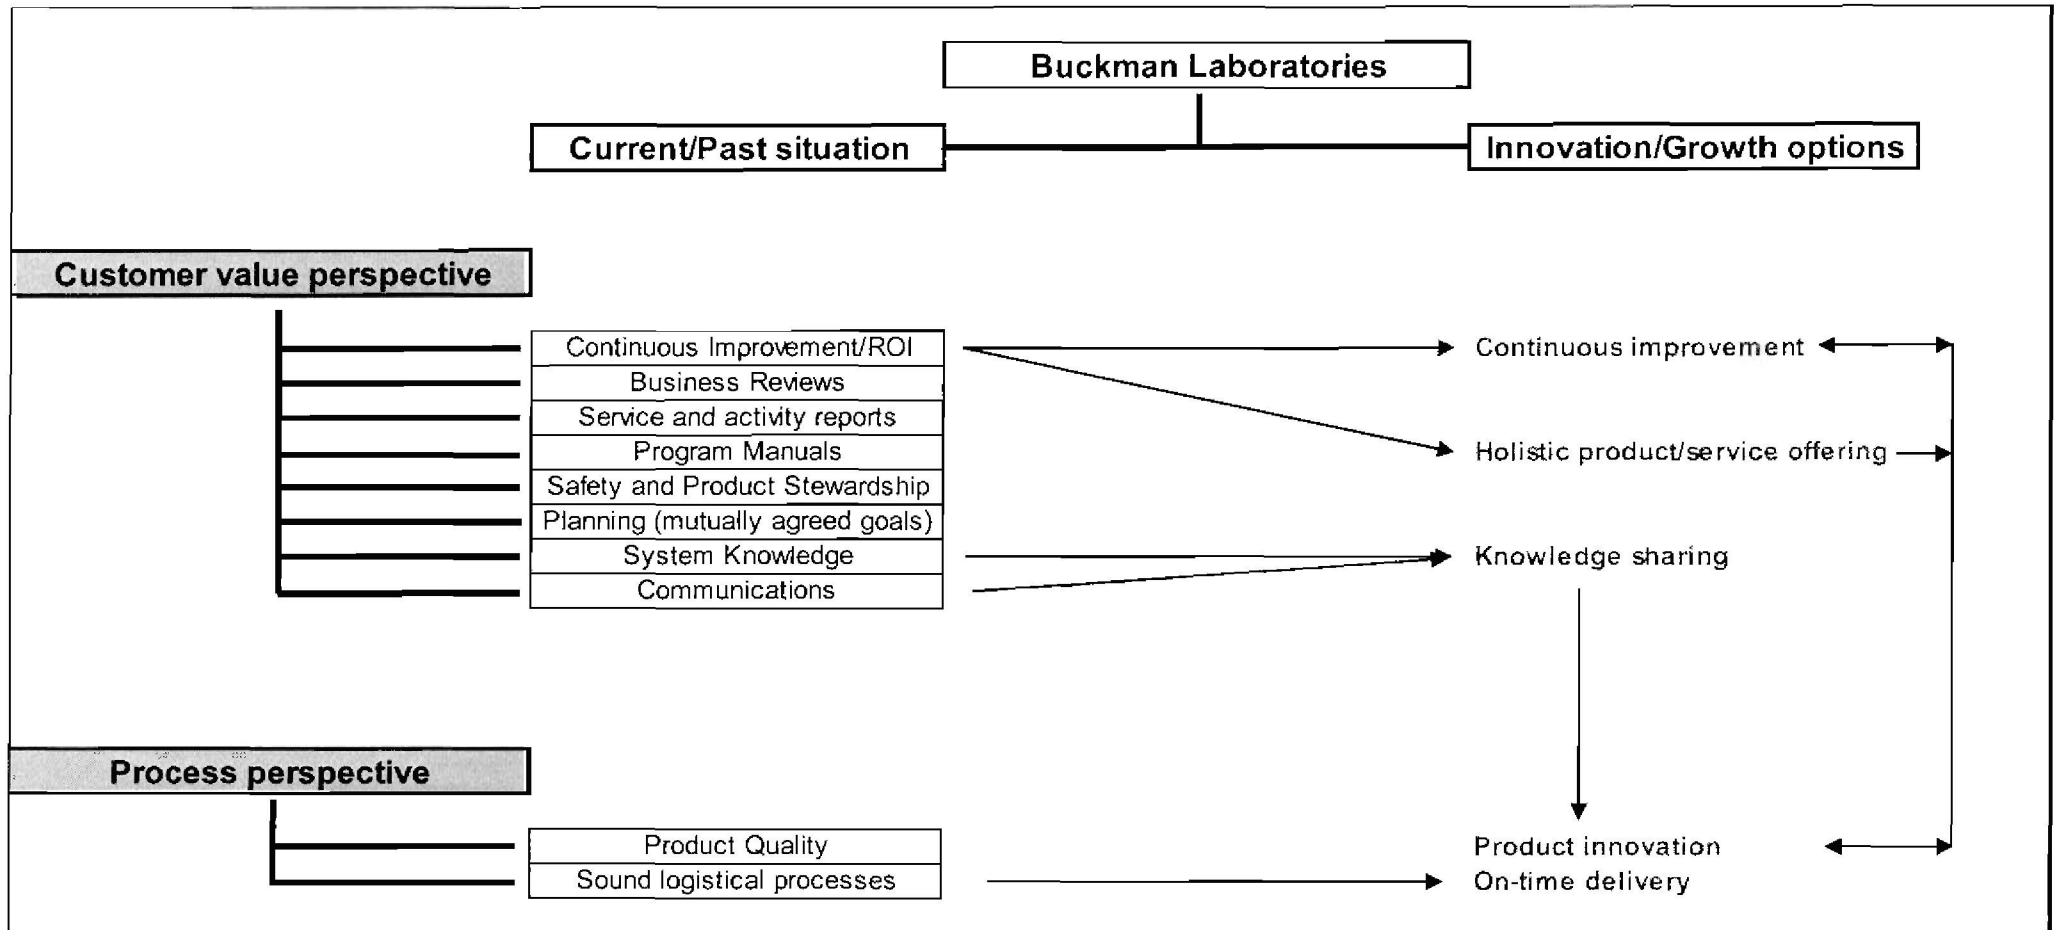 Buckman Laboratories
Current/Past situation
Innovation/Growth options
Customer value perspective
Continuous Improvement/ROI
Continuous improvement
Business Reviews
Service and activity reports
Program Manuals
Holistic product/service offering
Safety and Product Stewardship
Planning (mutually agreed goals)
System Knowledge
Knowledge sharing
Communications
Process perspective
Product Quality
Product innovation
Sound logistical processes
On-time delivery